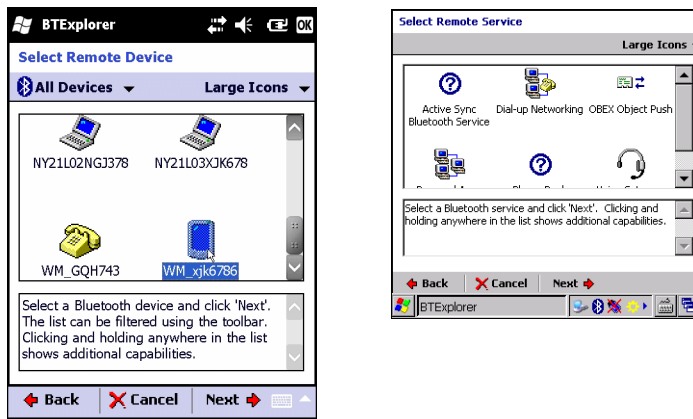 BTExplorer
OK
Select Remote Device
All Devices
Large Icons
NY21L02NGJ378
NY21L03XJK678
WM_GQH743
WM_xjk6786
Select a Bluetooth device and click 'Next'.
The list can be filtered using the toolbar.
Clicking and holding anywhere in the list
shows additional capabilities.
Back
Cancel
Next
Select Remote Service
Large Icons
Active Sync
Bluetooth Service
Dial-up Networking
OBEX Object Push
Select a Bluetooth service and click 'Next'. Clicking and
holding anywhere in the list shows additional capabilities.
Back
Cancel
Next
BTExplorer